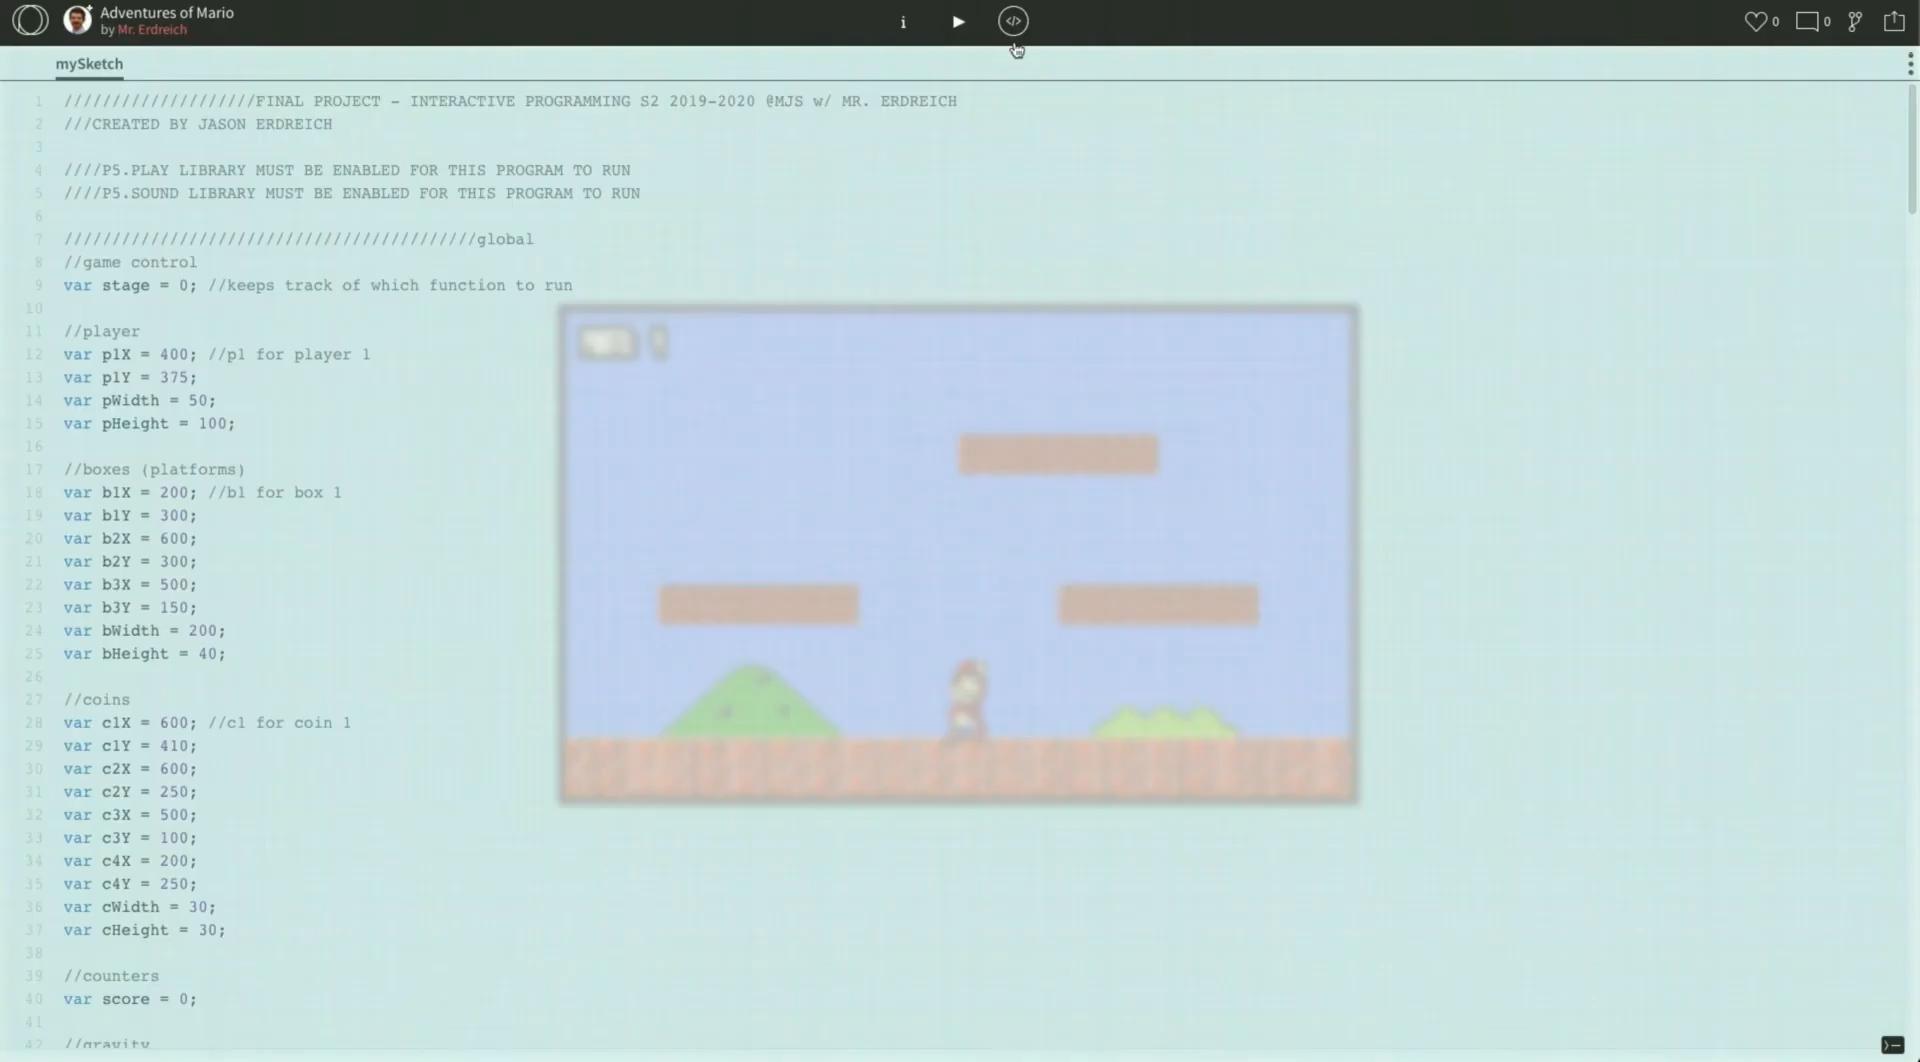 Adventures of Mario
by Mr. Erdreich
i
</>
0
0
mySketch
1 ////////////////////FINAL PROJECT - INTERACTIVE PROGRAMMING S2 2019-2020 @MJS w/ MR. ERDREICH
2 ///CREATED BY JASON ERDREICH
3
4 ////P5.PLAY LIBRARY MUST BE ENABLED FOR THIS PROGRAM TO RUN
5 ////P5.SOUND LIBRARY MUST BE ENABLED FOR THIS PROGRAM TO RUN
6
7 ///////////////////////////////////////////global
8 //game control
9 var stage = 0; //keeps track of which function to run
10
11 //player
12 var p1X = 400; //p1 for player 1
13 var p1Y = 375;
14 var pWidth = 50;
15 var pHeight = 100;
16
17 //boxes (platforms)
18 var b1X = 200; //b1 for box 1
19 var b1Y = 300;
20 var b2X = 600;
21 var b2Y = 300;
22 var b3X = 500;
23 var b3Y = 150;
24 var bWidth = 200;
25 var bHeight = 40;
26
27 //coins
28 var c1X = 600; //c1 for coin 1
29 var c1Y = 410;
30 var c2X = 600;
31 var c2Y = 250;
32 var c3X = 500;
33 var c3Y = 100;
34 var c4X = 200;
35 var c4Y = 250;
36 var cWidth = 30;
37 var cHeight = 30;
38
39 //counters
40 var score = 0;
41
42 //gravity